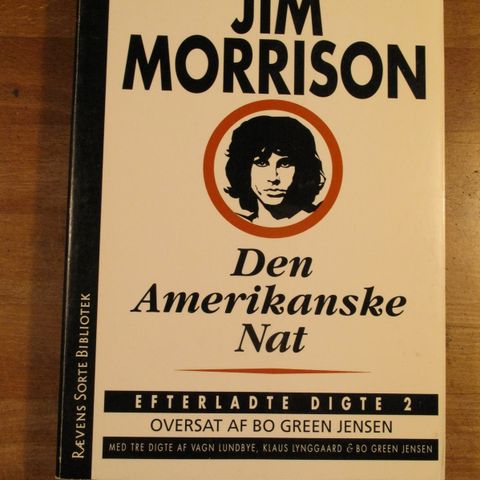 JIM
MORRISON
Den
Amerikanske
Nat
EFTERLADTE DIGTE 2
OVERSAT AF BO GREEN JENSEN
MED TRE DIGTE AF VAGN LUNDBYE, KLAUS LYNGGAARD & BO GREEN JENSEN
RÆVENS SORTE BIBLIOTEK